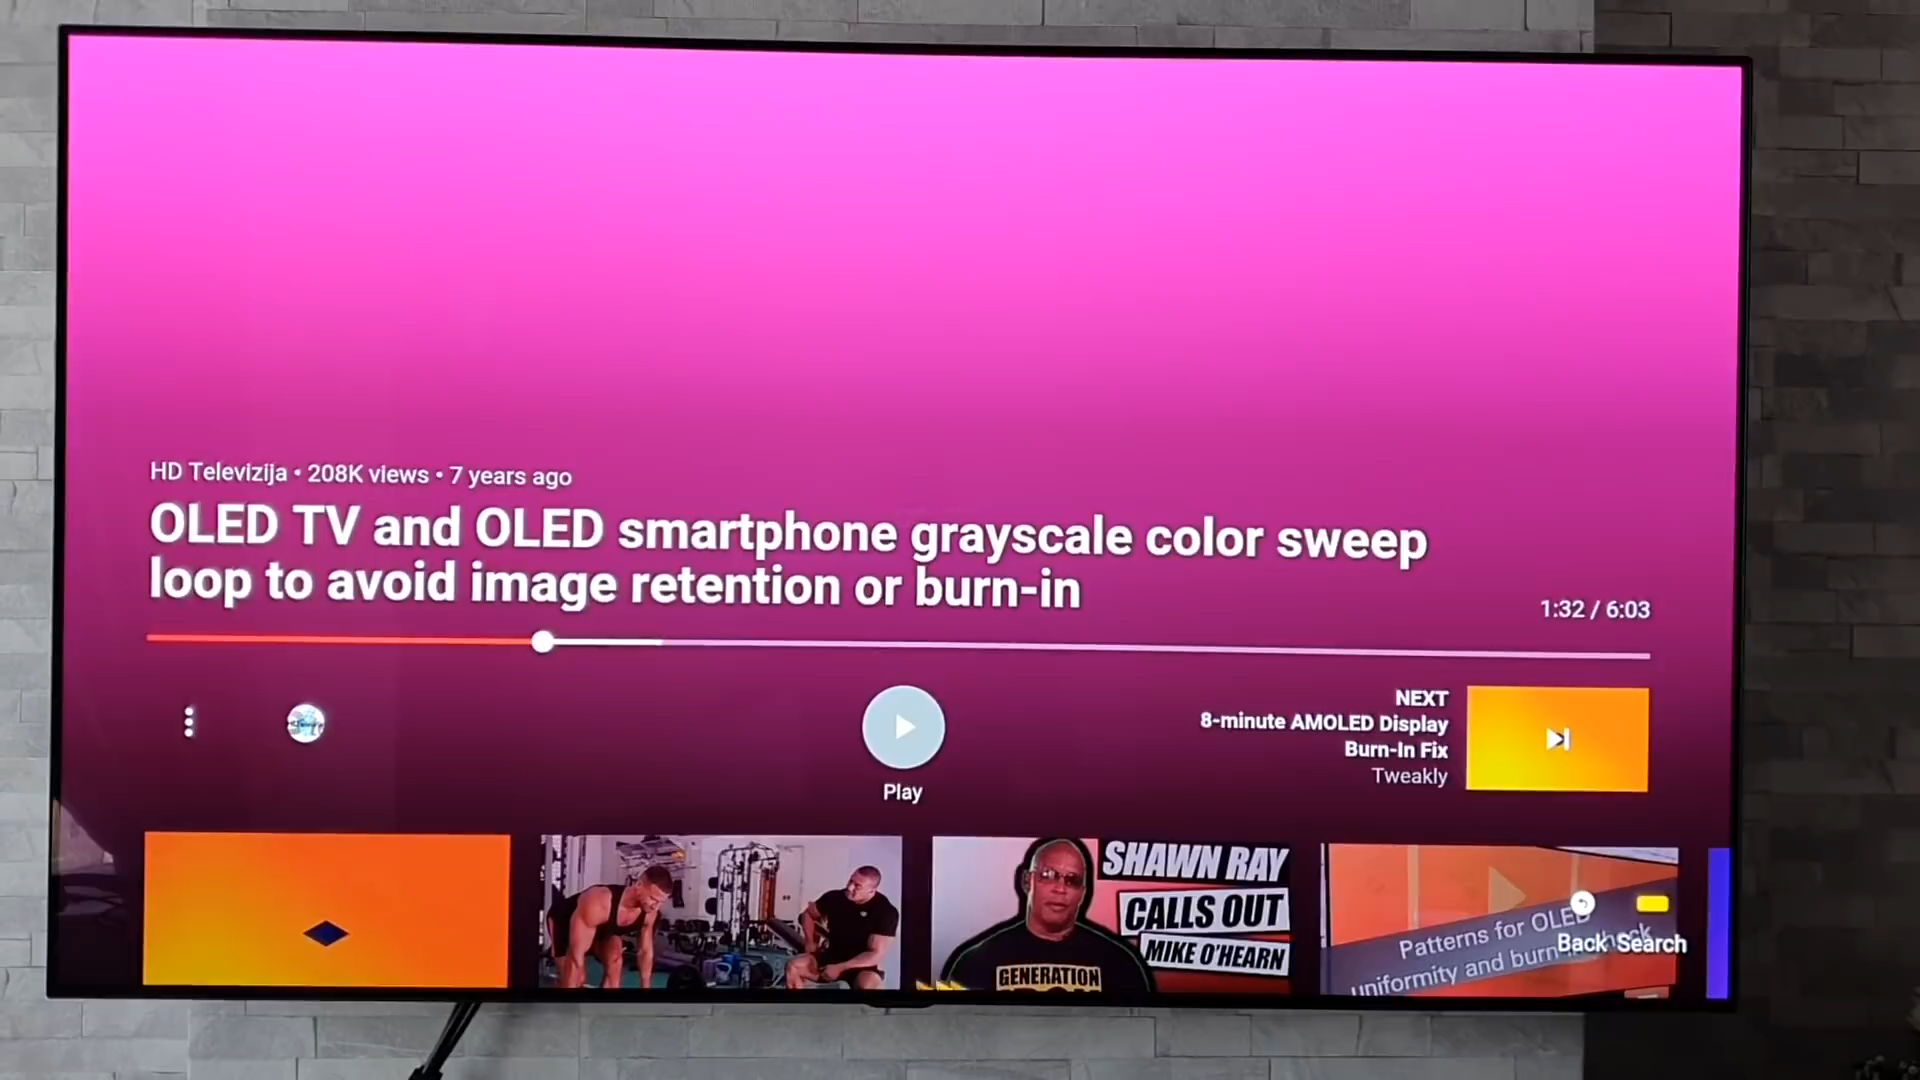 HD Televizija • 208K views • 7 years ago
OLED TV and OLED smartphone grayscale color sweep
loop to avoid image retention or burn-in
1:32 / 6:03
NEXT
8-minute AMOLED Display
Burn-In Fix
Tweakly
Play
SHAWN RAY
CALLS OUT
MIKE O'HEARN
GENERATION
Patterns for OLED
uniformity and burn-in check
Back Search